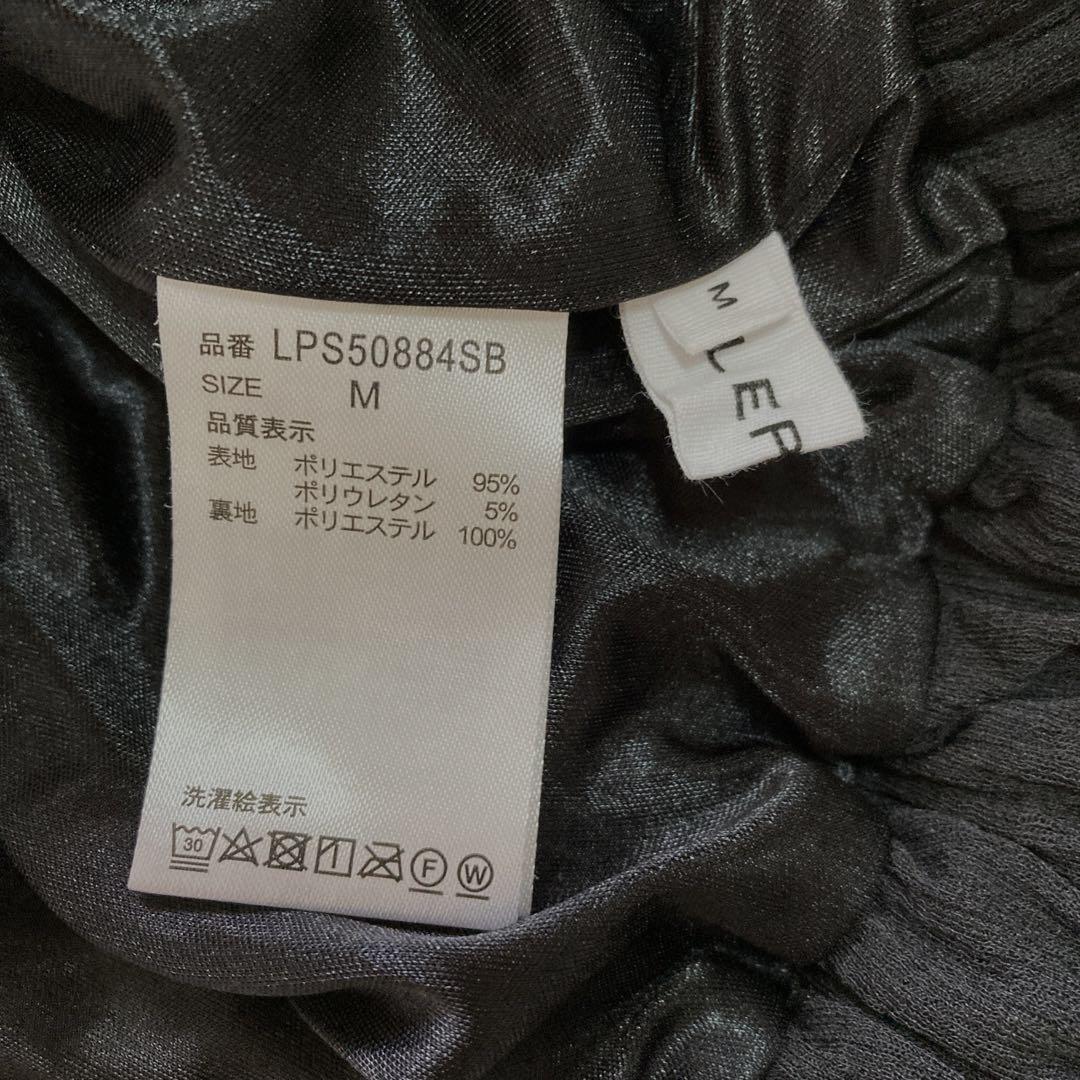 品番 LPS50884SB
SIZE M
品質表示
表地 ポリエステル 95%
ポリウレタン 5%
裏地 ポリエステル 100%
洗濯絵表示
30 F W
M
LEP